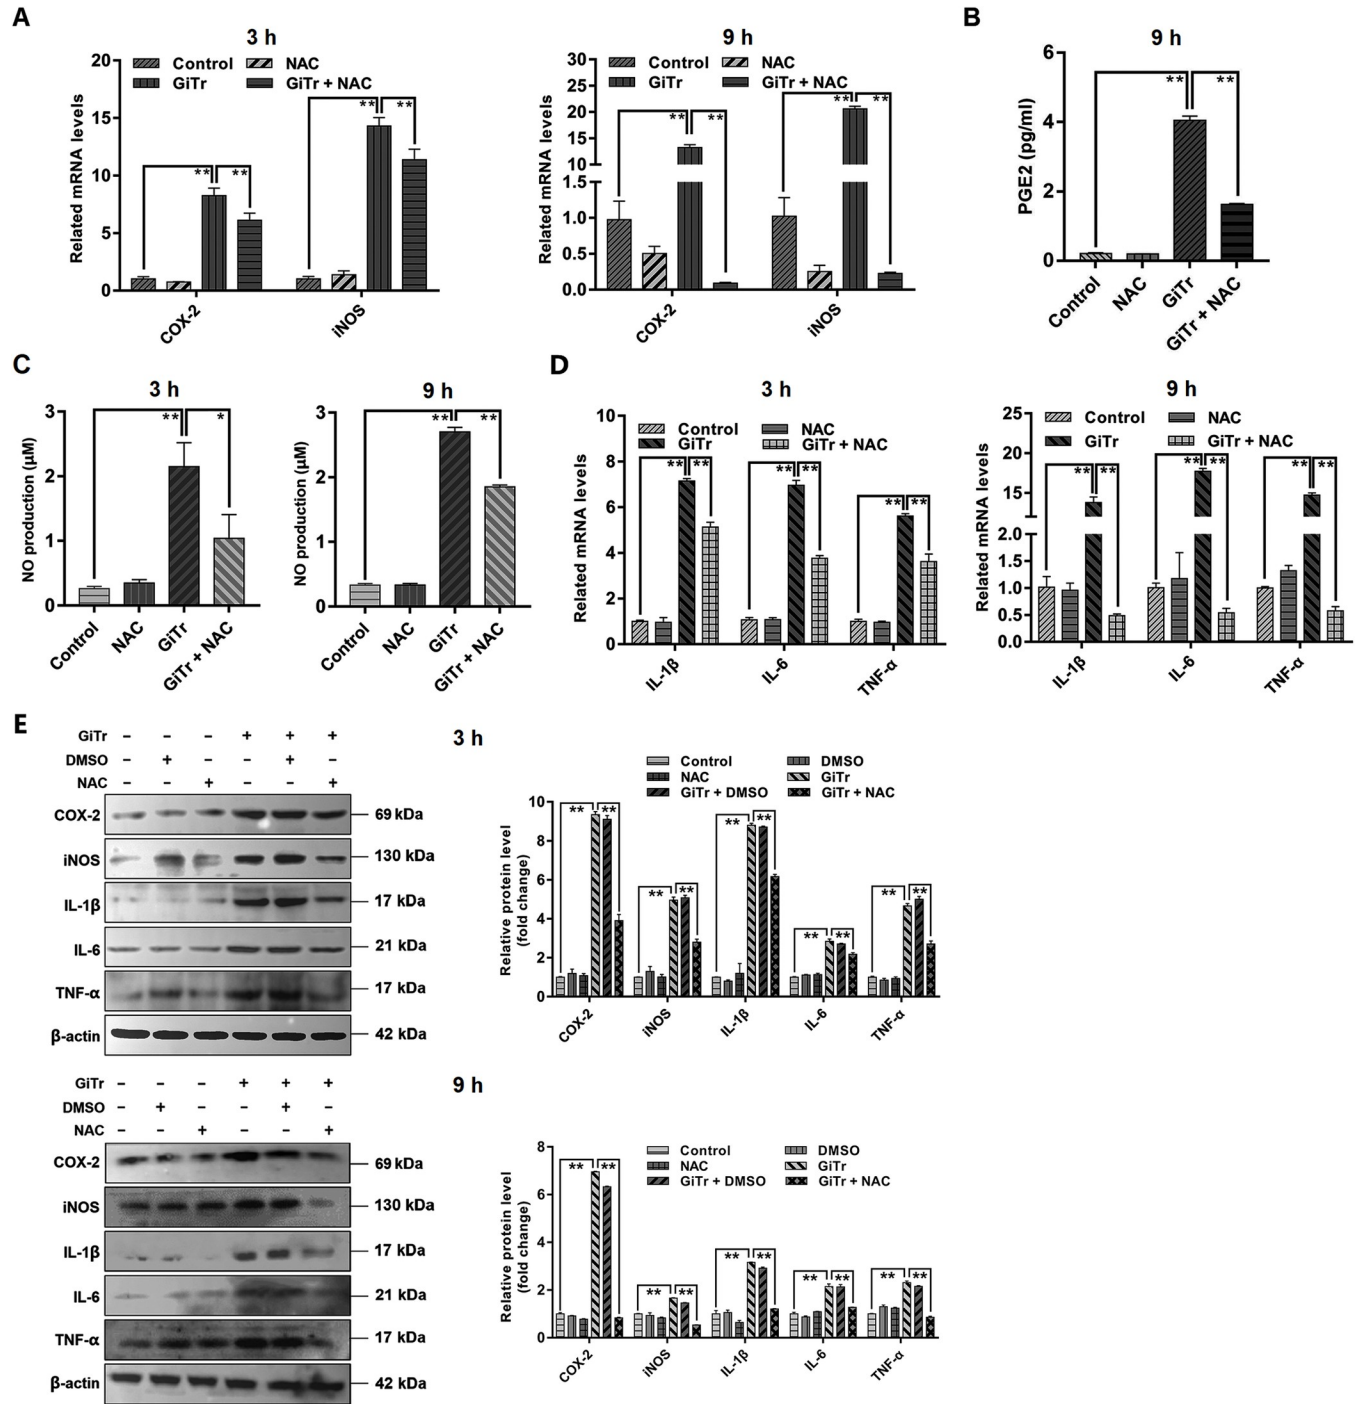 A
3 h
Control
NAC
GiTr
GiTr + NAC
Related mRNA levels
20
15
10
5
0
**
**
**
**
COX-2
iNOS
9 h
Control
NAC
GiTr
GiTr + NAC
Related mRNA levels
30
25
20
15
10
1.5
1.0
0.5
0.0
**
**
**
**
COX-2
iNOS
B
9 h
PGE2 (pg/ml)
6
4
2
0
**
**
Control
NAC
GiTr
GiTr + NAC
C
3 h
NO production (μM)
3
2
1
0
**
*
Control
NAC
GiTr
GiTr + NAC
9 h
NO production (μM)
3
2
1
0
**
**
Control
NAC
GiTr
GiTr + NAC
D
3 h
Control
NAC
GiTr
GiTr + NAC
Related mRNA levels
10
8
6
4
2
0
**
**
**
**
**
**
IL-1β
IL-6
TNF-α
9 h
Control
NAC
GiTr
GiTr + NAC
Related mRNA levels
25
20
15
2.0
1.5
1.0
0.5
0.0
**
**
**
**
**
**
IL-1β
IL-6
TNF-α
E
3 h
GiTr - - - + + +
DMSO - + - - + -
NAC - - + - - +
COX-2 69 kDa
iNOS 130 kDa
IL-1β 17 kDa
IL-6 21 kDa
TNF-α 17 kDa
β-actin 42 kDa
Control
DMSO
NAC
GiTr
GiTr + DMSO
GiTr + NAC
Relative protein level
(fold change)
10
8
6
4
2
0
**
**
**
**
**
**
**
**
**
**
COX-2
iNOS
IL-1β
IL-6
TNF-α
9 h
GiTr - - - + + +
DMSO - + - - + -
NAC - - + - - +
COX-2 69 kDa
iNOS 130 kDa
IL-1β 17 kDa
IL-6 21 kDa
TNF-α 17 kDa
β-actin 42 kDa
Control
DMSO
NAC
GiTr
GiTr + DMSO
GiTr + NAC
Relative protein level
(fold change)
8
6
4
2
0
**
**
**
**
**
**
**
**
**
**
COX-2
iNOS
IL-1β
IL-6
TNF-α